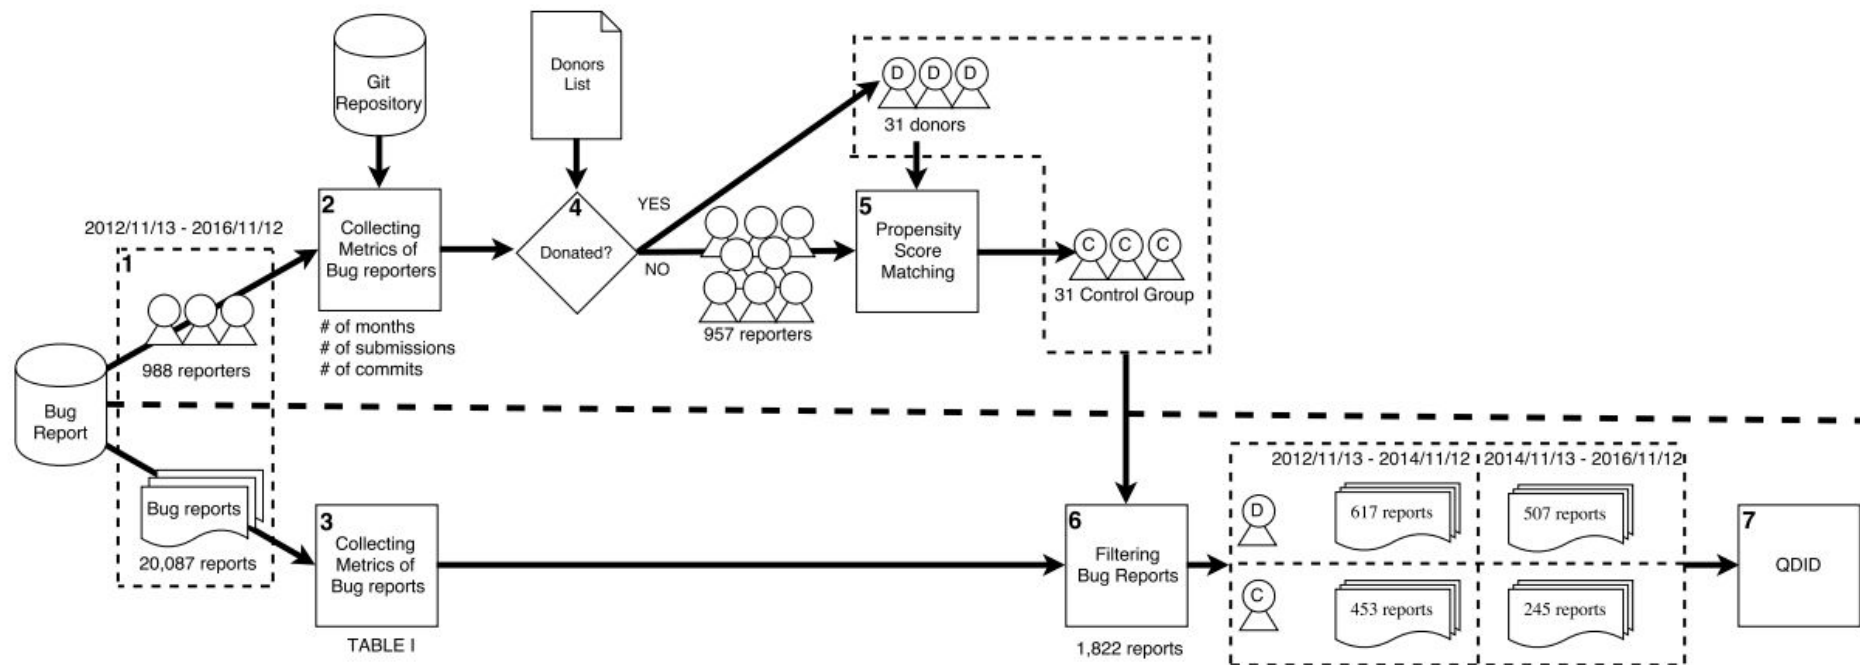 Git
Repository
Donors
List
D D D
31 donors
2012/11/13 - 2016/11/12
1
988 reporters
2
Collecting
Metrics of
Bug reporters
# of months
# of submissions
# of commits
4
Donated?
YES
NO
957 reporters
5
Propensity
Score
Matching
C C C
31 Control Group
Bug
Report
Bug reports
20,087 reports
3
Collecting
Metrics of
Bug reports
TABLE I
6
Filtering
Bug Reports
1,822 reports
2012/11/13 - 2014/11/12
2014/11/13 - 2016/11/12
D
617 reports
507 reports
C
453 reports
245 reports
7
QDID